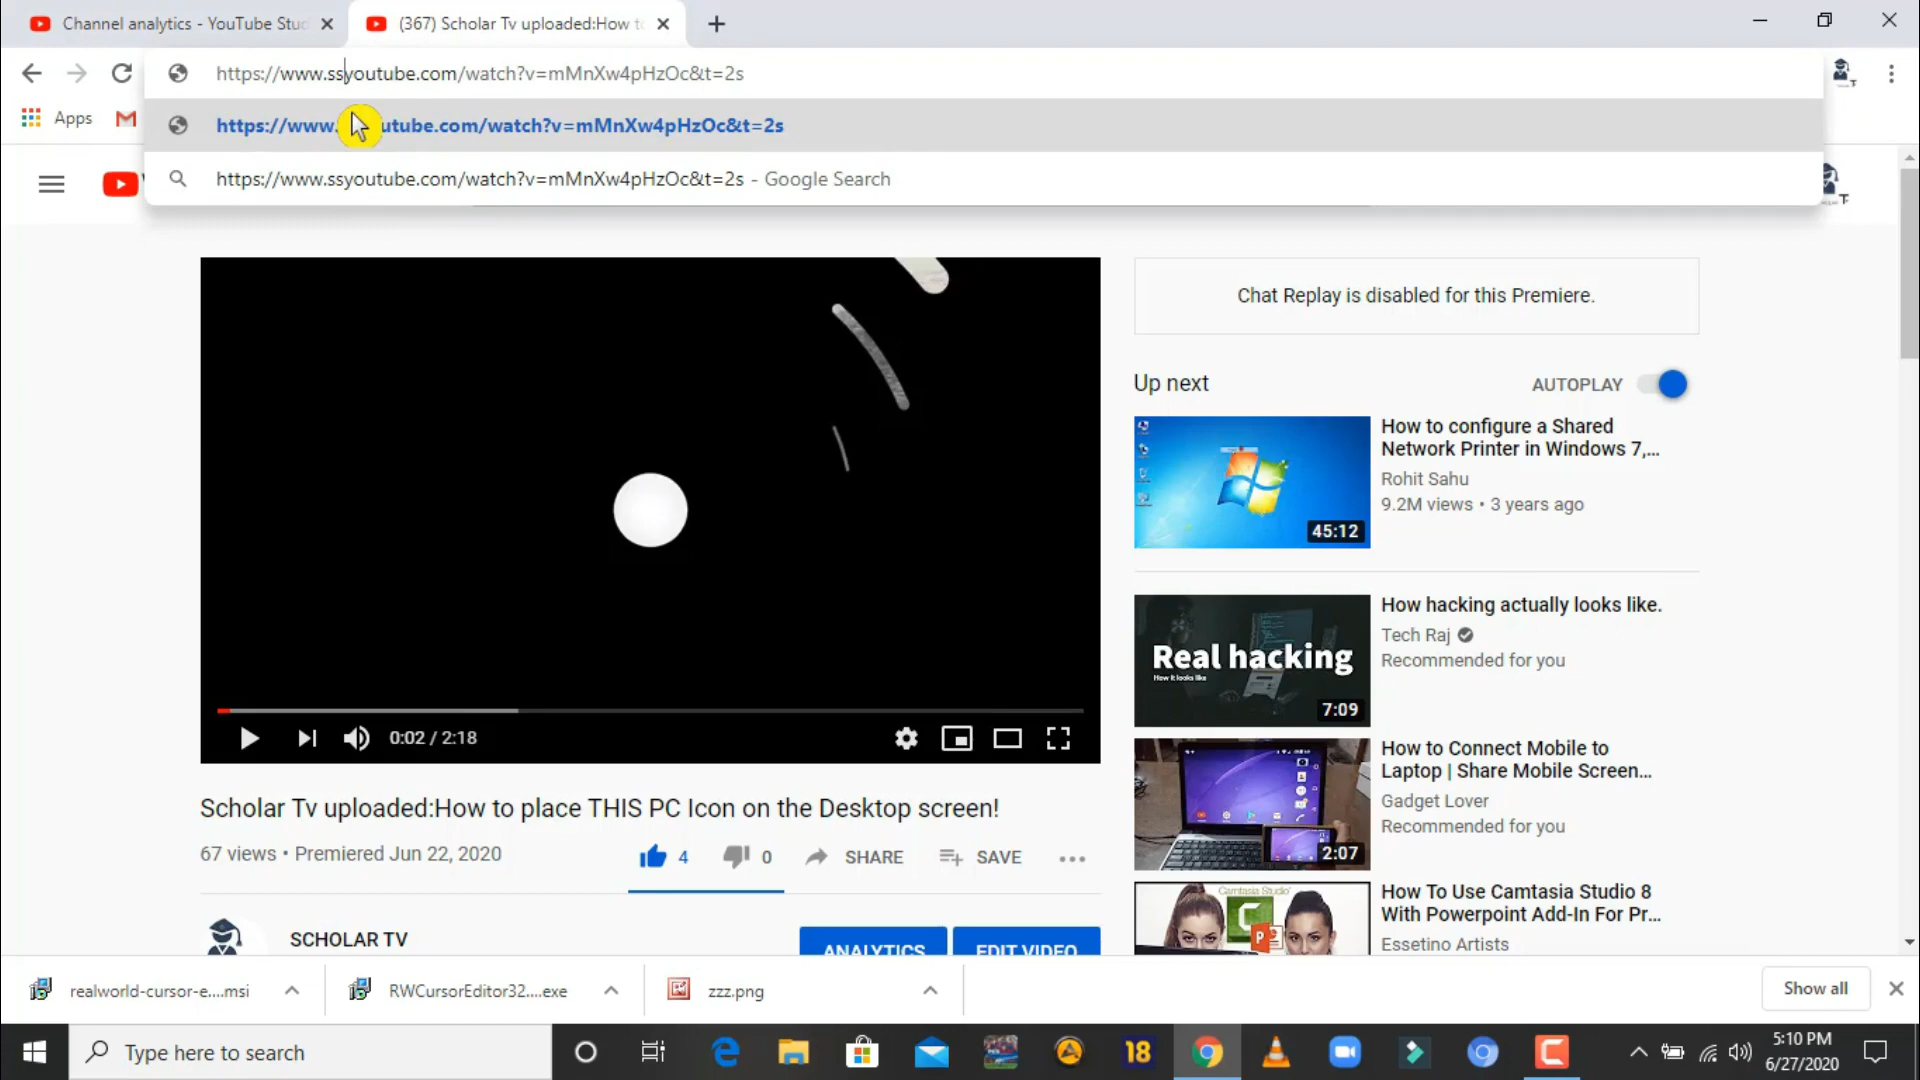 Channel analytics - YouTube Stu
(367) Scholar Tv uploaded:How to
https://www.ssyoutube.com/watch?v=mMnXw4pHzOc&t=2s
Apps
https://www. utube.com/watch?v=mMnXw4pHzOc&t=2s
https://www.ssyoutube.com/watch?v=mMnXw4pHzOc&t=2s - Google Search
Chat Replay is disabled for this Premiere.
Up next
AUTOPLAY
How to configure a Shared
Network Printer in Windows 7,...
Rohit Sahu
9.2M views • 3 years ago
45:12
How hacking actually looks like.
Tech Raj
Recommended for you
Real hacking
How it looks like
7:09
How to Connect Mobile to
Laptop | Share Mobile Screen...
Gadget Lover
Recommended for you
2:07
0:02 / 2:18
Scholar Tv uploaded:How to place THIS PC Icon on the Desktop screen!
67 views • Premiered Jun 22, 2020
4
0
SHARE
SAVE
How To Use Camtasia Studio 8
With Powerpoint Add-In For Pr...
Essetino Artists
Camtasia Studio
SCHOLAR TV
ANALYTICS
EDIT VIDEO
realworld-cursor-e....msi
RWCursorEditor32....exe
zzz.png
Show all
Type here to search
18
5:10 PM
6/27/2020